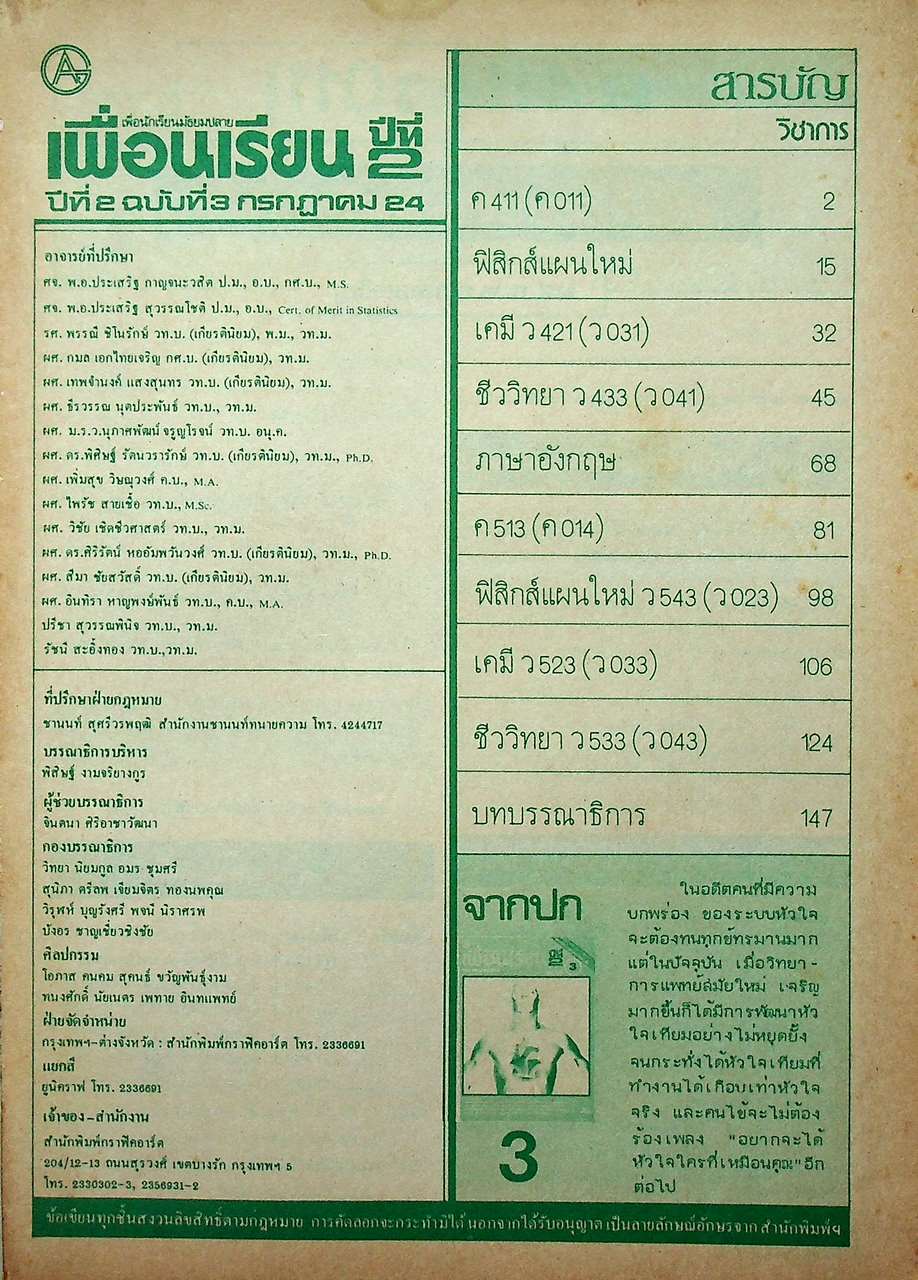 เพื่อนักเรียนมัธยมปลาย
เพื่อนเรียน ปีที่ 2
ปีที่ 2 ฉบับที่ 3 กรกฎาคม 24
อาจารย์ที่ปรึกษา
ศจ. พ.อ.ประเสริฐ กาญจนะวสิต ป.ม., อ.บ., กศ.บ., M.S.
ศจ. พ.อ.ประเสริฐ สุวรรณโชติ ป.ม., อ.บ., Cert. of Merit in Statistics
รศ. พรรณี ชิโนรักษ์ วท.บ. (เกียรตินิยม), พ.ม., วท.ม.
ผศ. กมล เอกไทยเจริญ กศ.บ. (เกียรตินิยม), วท.ม.
ผศ. เทพจำนงค์ แสงสุนทร วท.บ. (เกียรตินิยม), วท.ม.
ผศ. ธีรวรรณ นุตประพันธ์ วท.บ., วท.ม.
ผศ. ม.ร.ว.นุภาศพัฒน์ จรูญโรจน์ วท.บ. อนุ.ค.
ผศ. ดร.พิศิษฐ์ รัตนวรารักษ์ วท.บ. (เกียรตินิยม), วท.ม., Ph.D.
ผศ. เพิ่มสุข วิษณุวงศ์ ค.บ., M.A.
ผศ. ไพรัช สายเชื้อ วท.บ., M.Sc.
ผศ. วิชัย เชิดชีวศาสตร์ วท.บ., วท.ม.
ผศ. ดร.ศิริรัตน์ หออัมพวันวงศ์ วท.บ. (เกียรตินิยม), วท.ม., Ph.D.
ผศ. สีมา ชัยสวัสดิ์ วท.บ. (เกียรตินิยม), วท.ม.
ผศ. อินทิรา หาญพงษ์พันธ์ วท.บ., ค.บ., M.A.
ปรีชา สุวรรณพินิจ วท.บ., วท.ม.
รัชนี สะอิ้งทอง วท.บ.,วท.ม.
ที่ปรึกษาฝ่ายกฎหมาย
ชานนท์ สุศรีวรพฤฒิ สำนักงานชานนท์ทนายความ โทร. 4244717
บรรณาธิการบริหาร
พิสิษฐ์ งามจริยางกูร
ผู้ช่วยบรรณาธิการ
จินตนา ศิริอาชาวัฒนา
กองบรรณาธิการ
วิทยา นิยมกูล อมร ชุมศรี
สุนิภา ตรีลพ เจียมจิตร ทองนพคุณ
วิรุฬห์ บุญรังศรี พจนี นิราศรพ
บังอร ชาญเชี่ยวชิงชัย
ศิลปกรรม
โอภาส คนคม สุคนธ์ ขวัญพันธุ์งาม
ทนงศักดิ์ นัยเนตร เพทาย อินทแพทย์
ฝ่ายจัดจำหน่าย
กรุงเทพฯ-ต่างจังหวัด : สำนักพิมพ์กราฟิคอาร์ต โทร. 2336691
แยกสี
ยูนิคราฟ โทร. 2336691
เจ้าของ-สำนักงาน
สำนักพิมพ์กราฟิคอาร์ต
204/12-13 ถนนสุรวงศ์ เขตบางรัก กรุงเทพฯ 5
โทร. 2330302-3, 2356931-2
สารบัญ
วิชาการ
ค 411 (ค 011) 2
ฟิสิกส์แผนใหม่ 15
เคมี ว 421 (ว 031) 32
ชีววิทยา ว 433 (ว 041) 45
ภาษาอังกฤษ 68
ค 513 (ค 014) 81
ฟิสิกส์แผนใหม่ ว 543 (ว 023) 98
เคมี ว 523 (ว 033) 106
ชีววิทยา ว 533 (ว 043) 124
บทบรรณาธิการ 147
จากปก
3
3
ในอดีตคนที่มีความ
บกพร่อง ของระบบหัวใจ
จะต้องทนทุกข์ทรมานมาก
แต่ในปัจจุบัน เมื่อวิทยา-
การแพทย์สมัยใหม่ เจริญ
มากขึ้นก็ได้มีการพัฒนาหัว
ใจเทียมอย่างไม่หยุดยั้ง
จนกระทั่งได้หัวใจเทียมที่
ทำงานได้เกือบเท่าหัวใจ
จริง และคนไข้จะไม่ต้อง
ร้องเพลง "อยากจะได้
หัวใจใครที่เหมือนคุณ"อีก
ต่อไป
ข้อเขียนทุกชิ้นสงวนลิขสิทธิ์ตามกฎหมาย การคัดลอกจะกระทำมิได้ นอกจากได้รับอนุญาต เป็นลายลักษณ์อักษรจาก สำนักพิมพ์ฯ